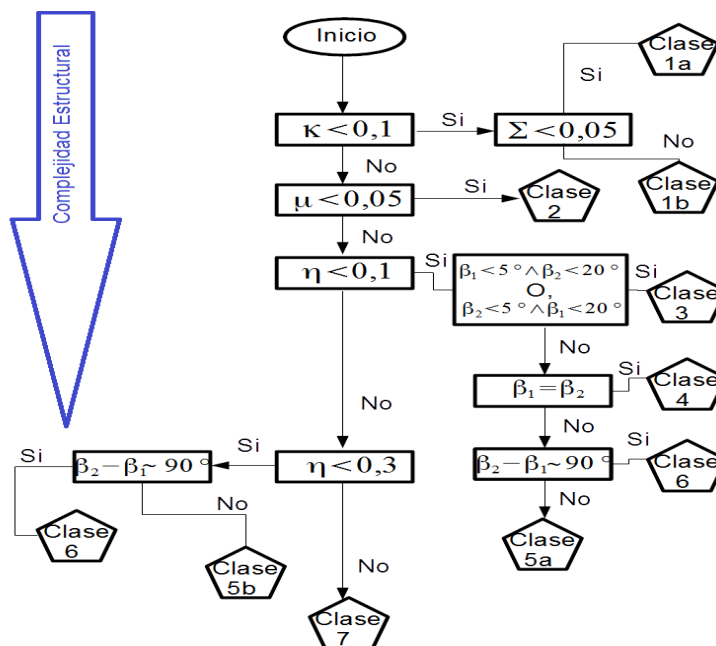 Inicio
Complejidad Estructural
κ<0,1
Si
Σ<0,05
Si
Clase
1a
No
Clase
1b
No
μ<0,05
Si
Clase
2
No
η<0,1
Si
β₁<5°∧β₂<20°
O,
β₂<5°∧β₁<20°
Si
Clase
3
No
β₁=β₂
Si
Clase
4
No
β₂−β₁~90°
Si
Clase
6
No
Clase
5a
No
η<0,3
Si
β₂−β₁~90°
Si
Clase
6
No
Clase
5b
No
Clase
7